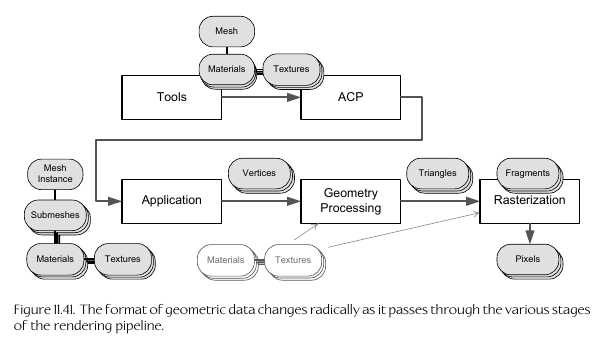 Mesh
Materials
Textures
Tools
ACP
Mesh
Instance
Submeshes
Materials
Textures
Application
Vertices
Geometry
Processing
Triangles
Fragments
Rasterization
Materials
Textures
Pixels
Figure 11.41. The format of geometric data changes radically as it passes through the various stages
of the rendering pipeline.